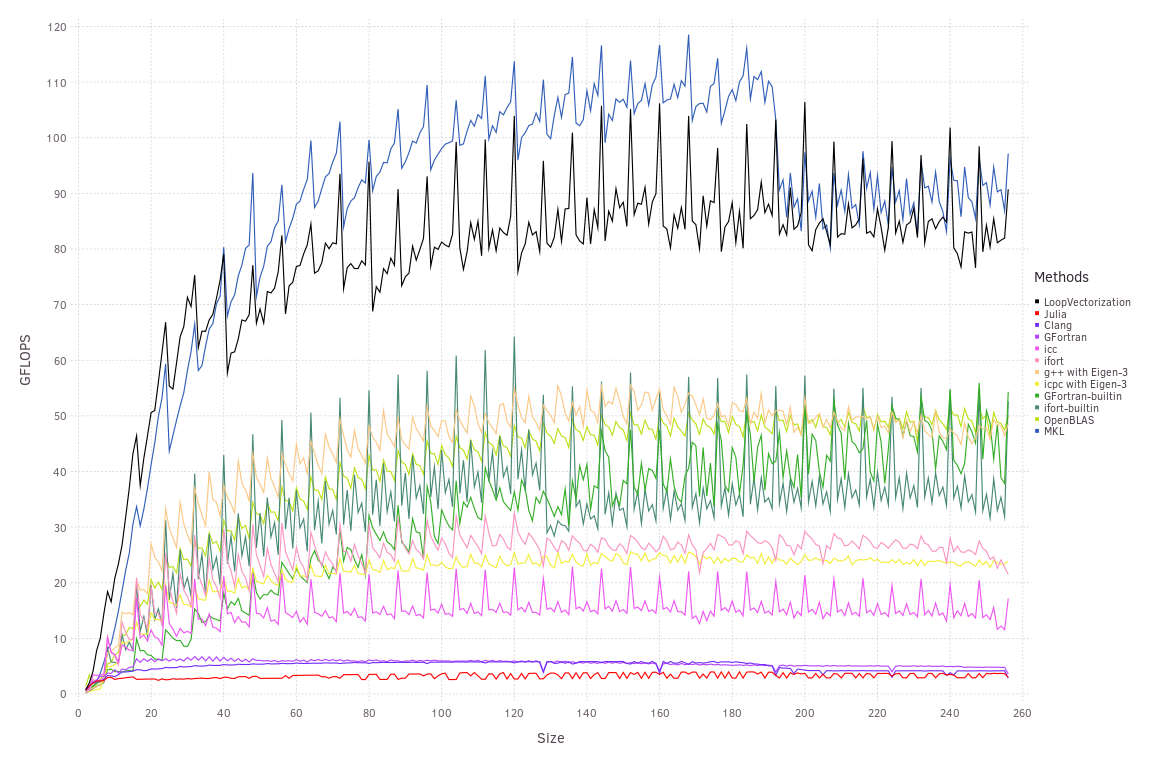 120
110
100
90
80
70
60
50
40
30
20
10
0
GFLOPS
0 20 40 60 80 100 120 140 160 180 200 220 240 260
Size
Methods
LoopVectorization
Julia
Clang
GFortran
icc
ifort
g++ with Eigen-3
icpc with Eigen-3
GFortran-builtin
ifort-builtin
OpenBLAS
MKL